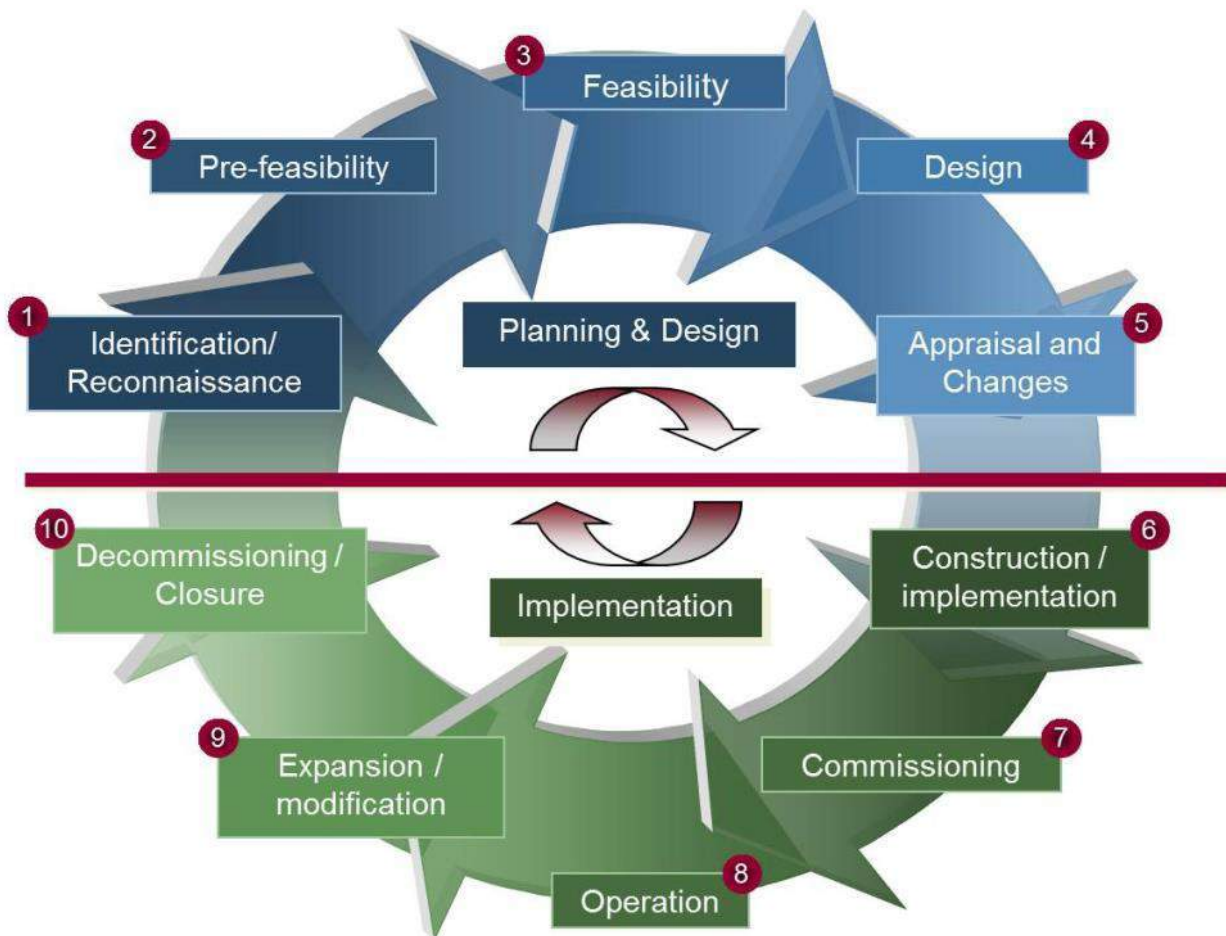 3
Feasibility
2
Pre-feasibility
4
Design
1
Identification/
Reconnaissance
Planning & Design
5
Appraisal and
Changes
10
Decommissioning /
Closure
6
Construction /
implementation
Implementation
9
Expansion /
modification
7
Commissioning
8
Operation